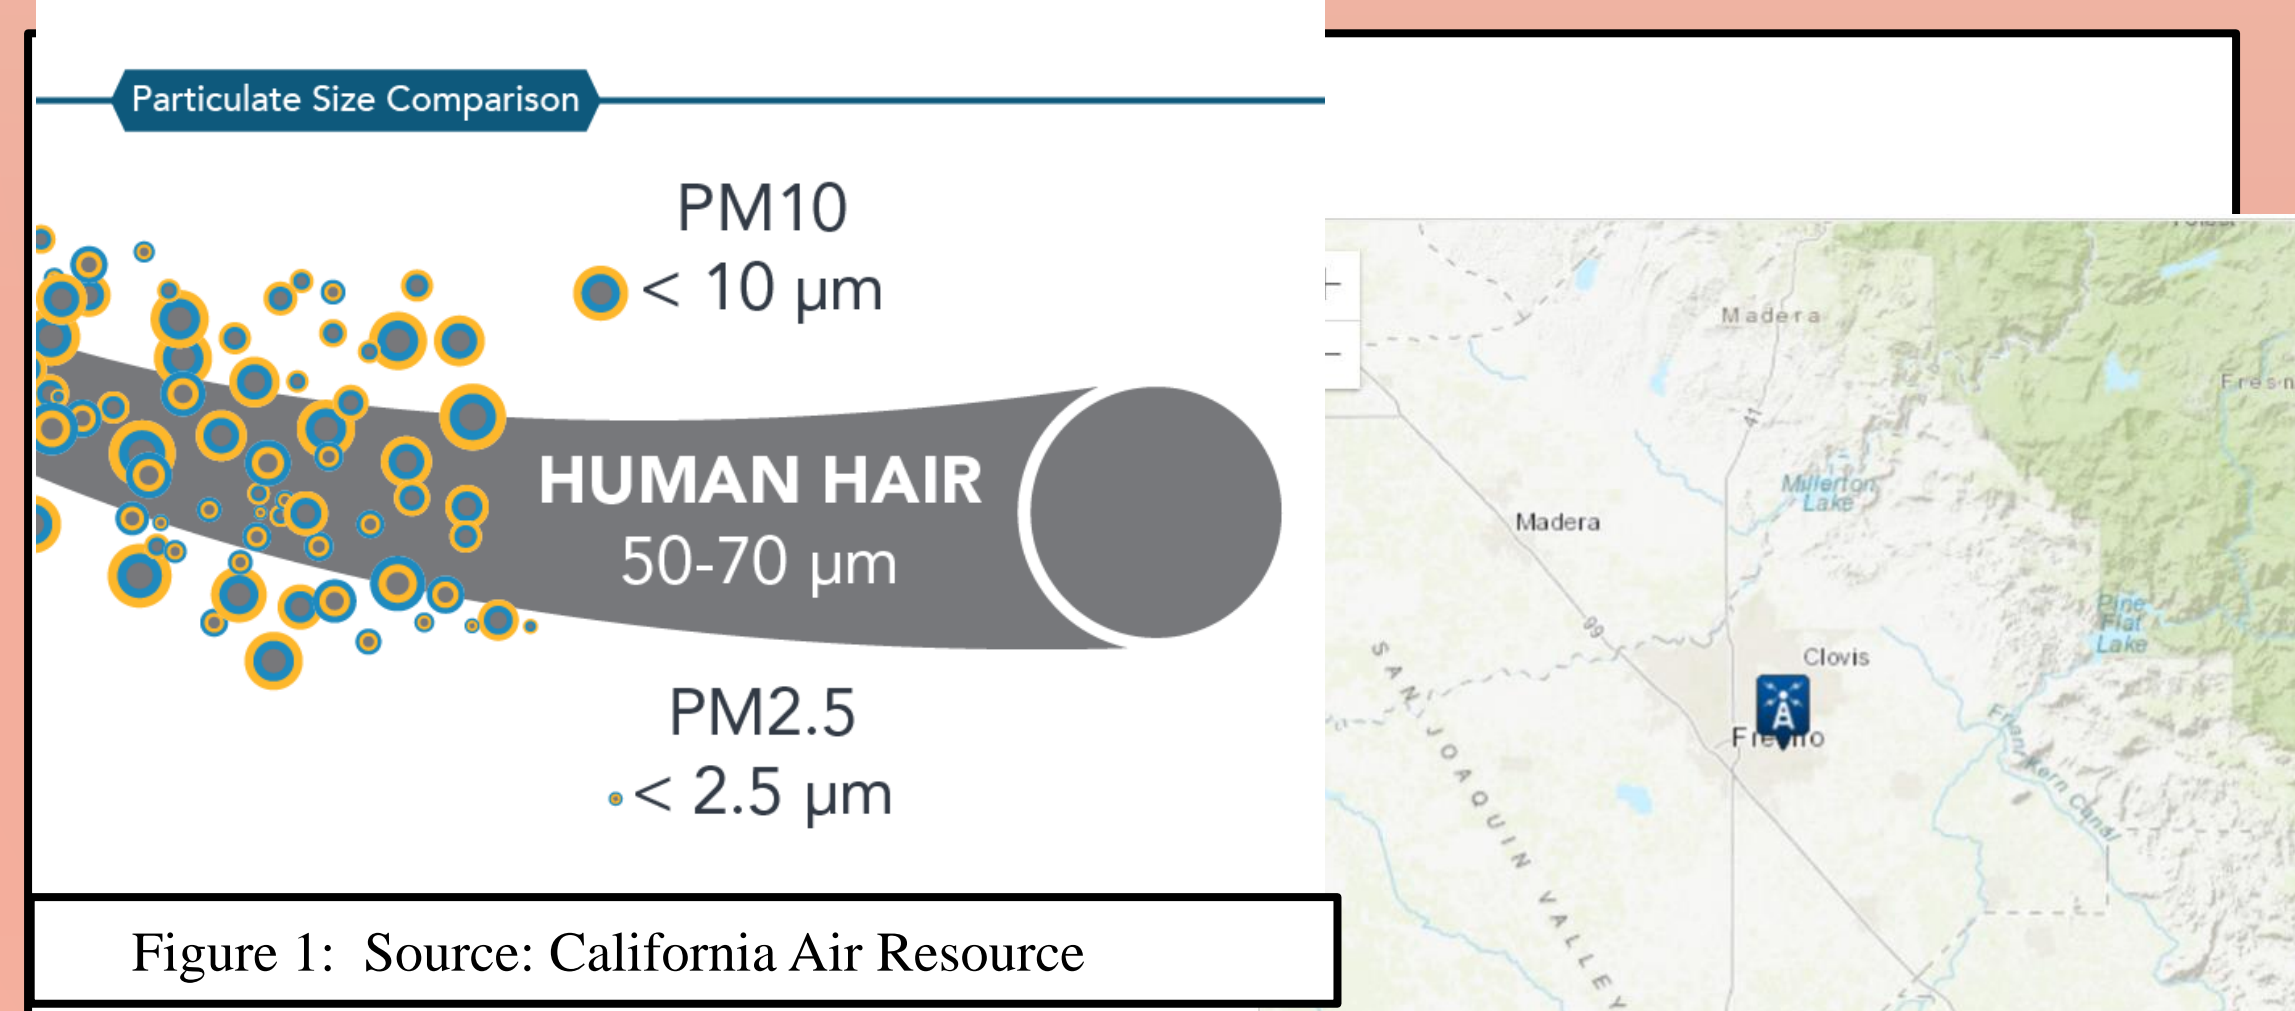 Particulate Size Comparison
PM10
< 10 μm
HUMAN HAIR
50-70 μm
PM2.5
< 2.5 μm
Figure 1:  Source: California Air Resource
+
−
Madera
Fresn
41
Millerton
Lake
Madera
99
Pine
Flat
Lake
Clovis
Fresno
Friant
Kern Canal
SAN JOAQUIN VALLEY